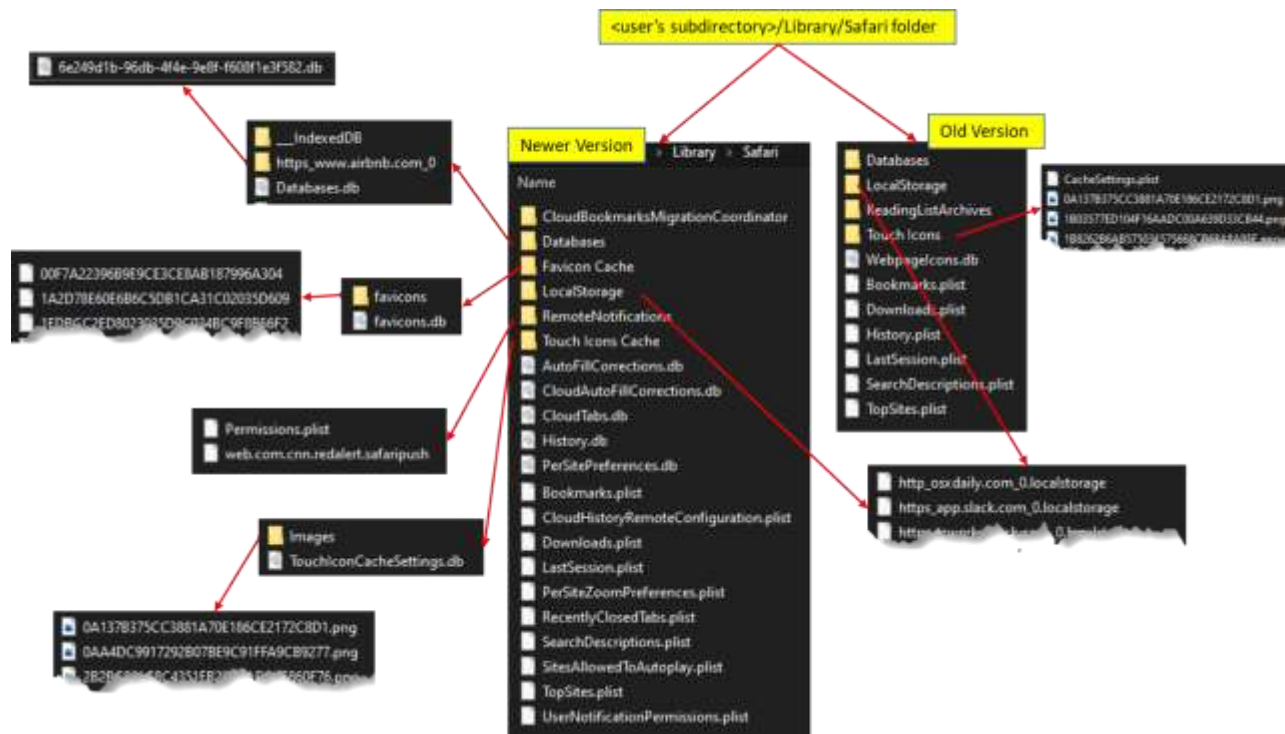 <user's subdirectory>/Library/Safari folder
6e249d1b-96db-4f4e-9e8f-f608f1e3f582.db
__IndexedDB
https_www.airbnb.com_0
Databases.db
Newer Version
Library > Safari
Name
CloudBookmarksMigrationCoordinator
Databases
Favicon Cache
LocalStorage
RemoteNotifications
Touch Icons Cache
AutoFillCorrections.db
CloudAutoFillCorrections.db
CloudTabs.db
History.db
PerSitePreferences.db
Bookmarks.plist
CloudHistoryRemoteConfiguration.plist
Downloads.plist
LastSession.plist
PerSiteZoomPreferences.plist
RecentlyClosedTabs.plist
SearchDescriptions.plist
SitesAllowedToAutoplay.plist
TopSites.plist
UserNotificationPermissions.plist
Old Version
Databases
LocalStorage
ReadingListArchives
Touch Icons
WebpageIcons.db
Bookmarks.plist
Downloads.plist
History.plist
LastSession.plist
SearchDescriptions.plist
TopSites.plist
CacheSettings.plist
0A137B375CC3881A70E186CE2172C8D1.png
1B03577ED104F16AADC00A639D33CB44.png
00F7A22396B9E9CE3CE8AB187996A304
1A2D78E60E6B6C5DB1CA31C02035D609
favicons
favicons.db
Permissions.plist
web.com.cnn.redalert.safaripush
Images
TouchIconCacheSettings.db
0A137B375CC3881A70E186CE2172C8D1.png
0AA4DC9917292B07BE9C91FFA9CB9277.png
http_osxdaily.com_0.localstorage
https_app.slack.com_0.localstorage